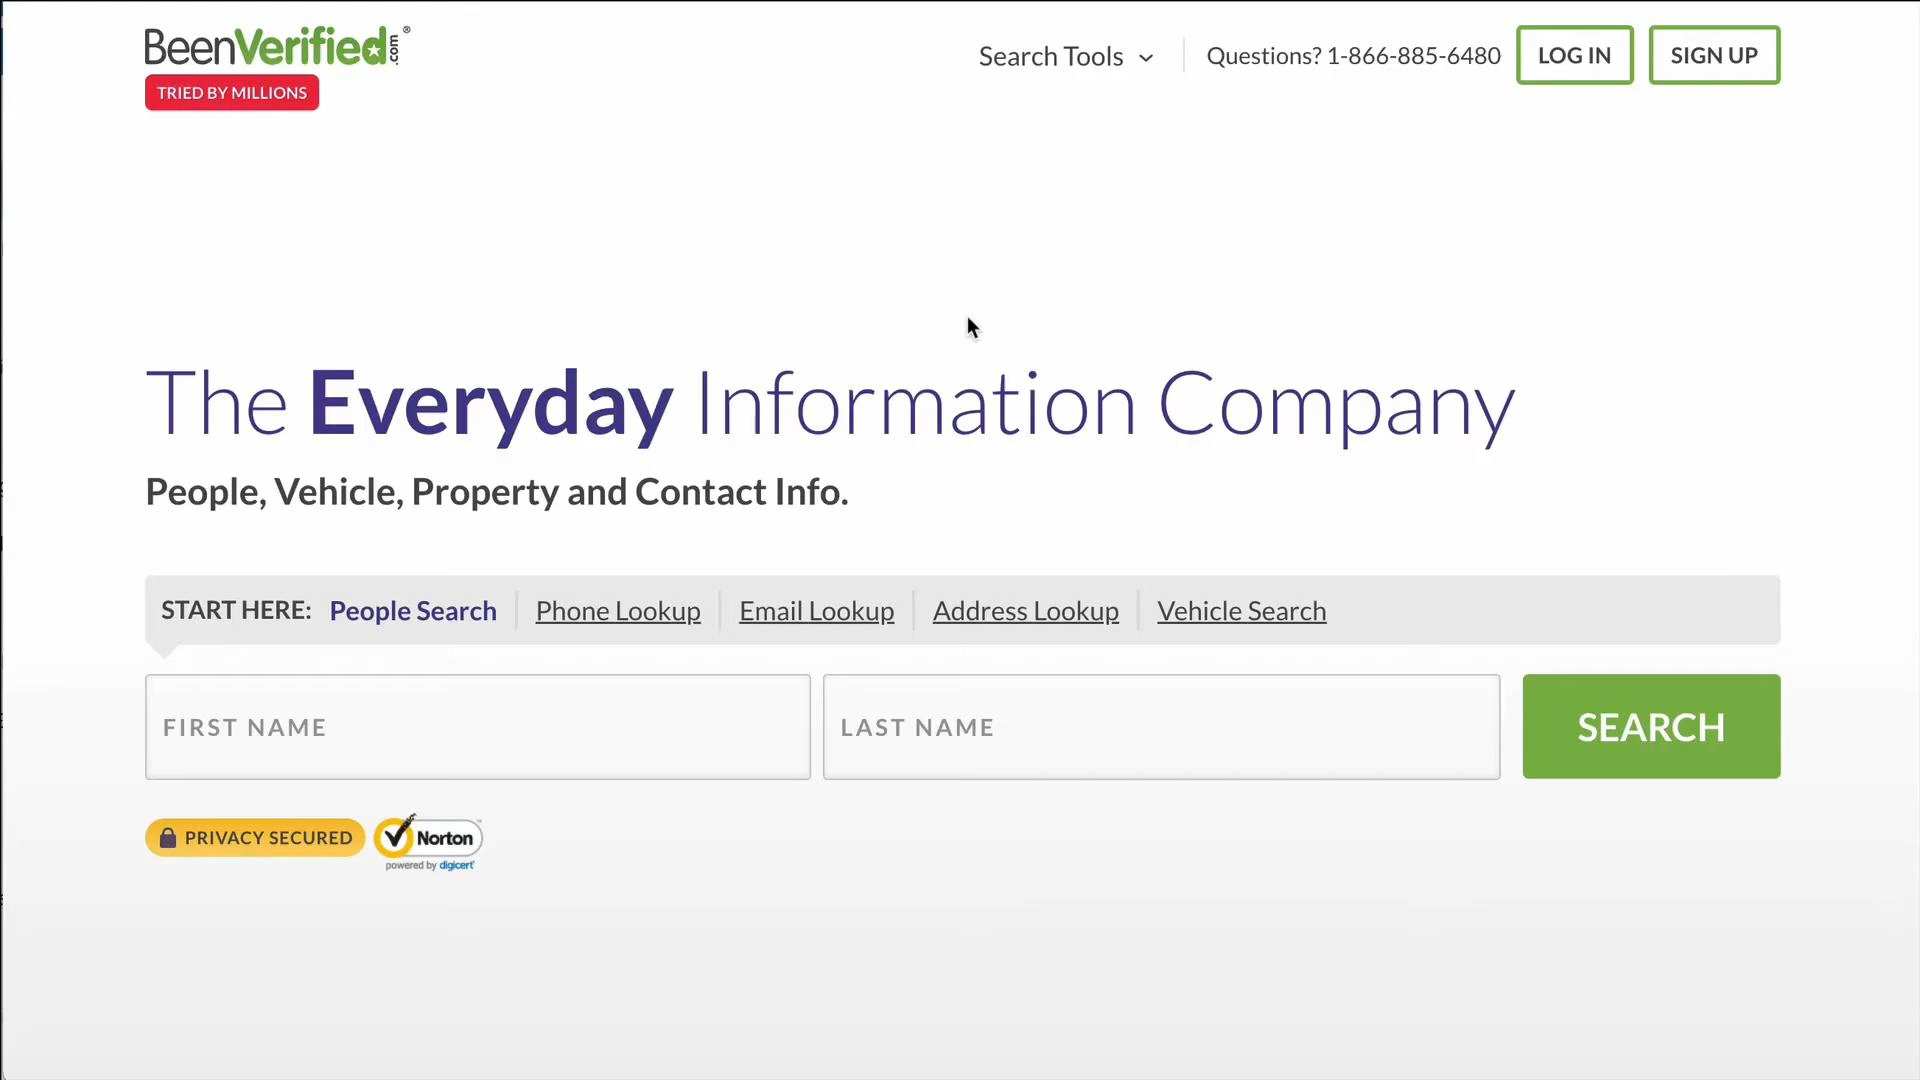 BeenVerified.com®
TRIED BY MILLIONS
Search Tools
Questions? 1-866-885-6480
LOG IN
SIGN UP
The Everyday Information Company
People, Vehicle, Property and Contact Info.
START HERE: People Search Phone Lookup Email Lookup Address Lookup Vehicle Search
FIRST NAME
LAST NAME
SEARCH
PRIVACY SECURED
Norton
powered by digicert